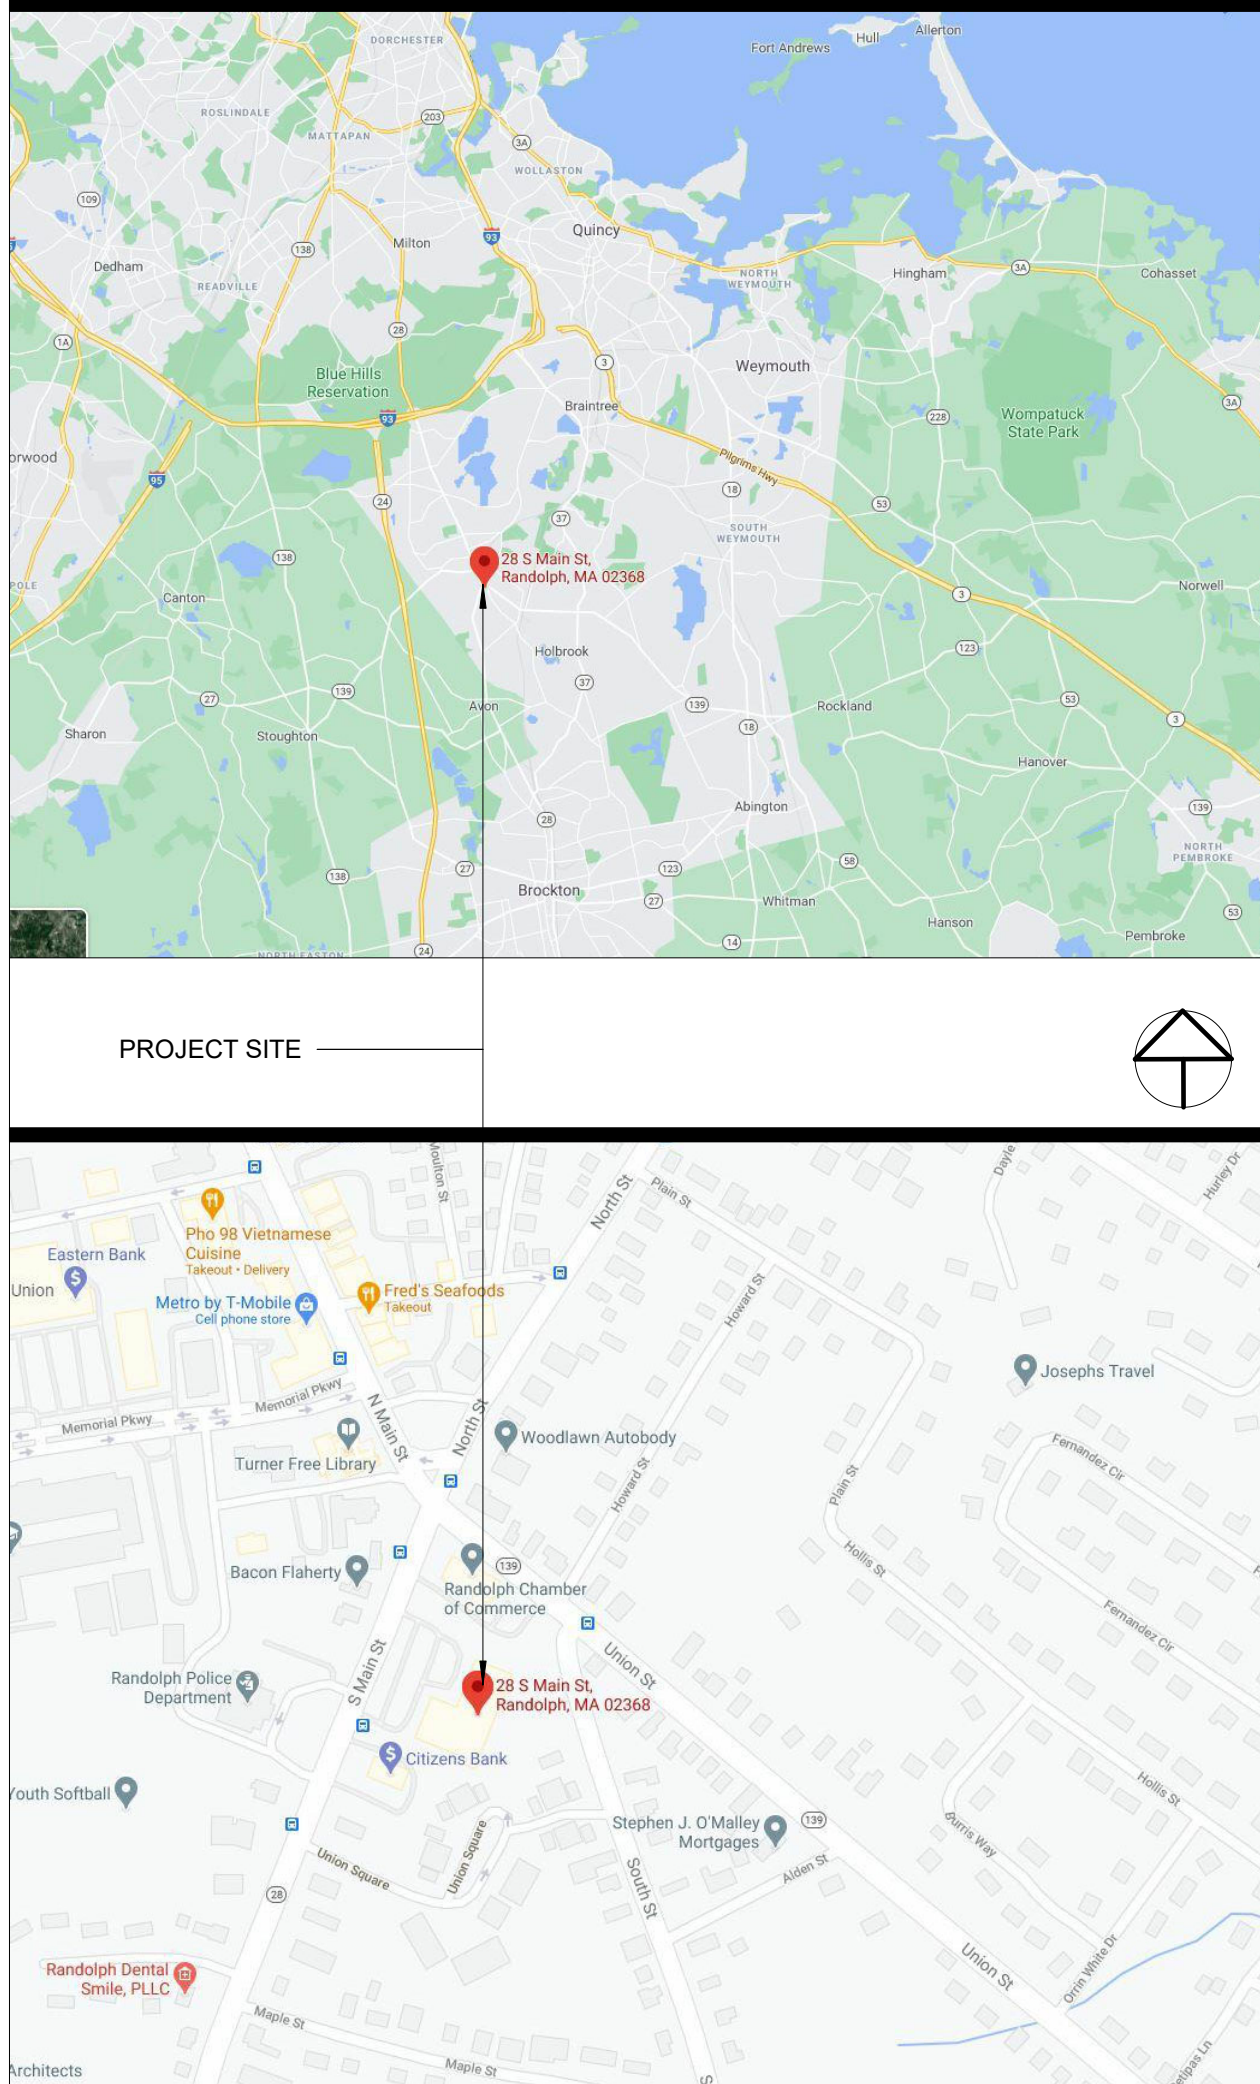 DORCHESTER
Fort Andrews
Hull
Allerton
ROSLINDALE
203
MATTAPAN
3A
WOLLASTON
109
138
Milton
93
Quincy
Dedham
READVILLE
NORTH
WEYMOUTH
Hingham
3A
Cohasset
1A
28
3
Weymouth
Blue Hills
Reservation
93
Braintree
228
Wompatuck
State Park
3A
orwood
95
Pilgrims Hwy
24
18
53
37
SOUTH
WEYMOUTH
138
28 S Main St,
Randolph, MA 02368
POLE
Canton
3
Norwell
Holbrook
123
37
27
139
Avon
139
Rockland
53
Sharon
Stoughton
18
3
Hanover
28
Abington
139
NORTH
PEMBROKE
138
27
Brockton
123
27
58
Whitman
53
Hanson
Pembroke
NORTH EASTON
24
14
PROJECT SITE
Moulton St
North St
Plain St
Dayle
Hurley Dr
Pho 98 Vietnamese
Cuisine
Takeout • Delivery
Eastern Bank
Union
Metro by T-Mobile
Cell phone store
Fred's Seafoods
Takeout
Howard St
Josephs Travel
Memorial Pkwy
Memorial Pkwy
N Main St
North St
Woodlawn Autobody
Turner Free Library
Howard St
Plain St
Fernandez Cir
Hollis St
Bacon Flaherty
139
Randolph Chamber
of Commerce
Fernandez Cir
Randolph Police
Department
S Main St
Union St
28 S Main St,
Randolph, MA 02368
Citizens Bank
Youth Softball
Hollis St
Stephen J. O'Malley
Mortgages
139
Burris Way
Union Square
Union Square
South St
Alden St
28
Union St
Orrin White Dr
Randolph Dental
Smile, PLLC
Maple St
Maple St
Architects
S
etipas Ln